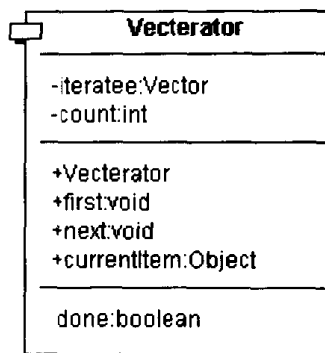 Vecterator
-iteratee:Vector
-count:int
+Vecterator
+first:void
+next:void
+currentItem:Object
done:boolean